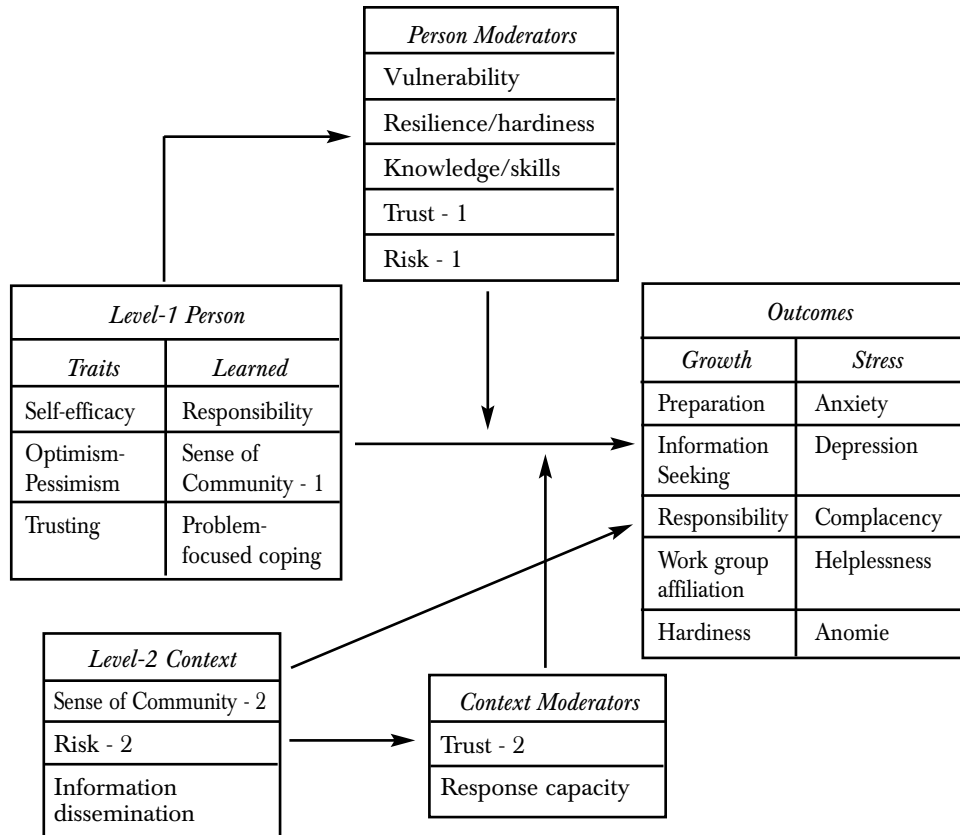 Person Moderators
Vulnerability
Resilience/hardiness
Knowledge/skills
Trust - 1
Risk - 1
Level-1 Person
Traits
Learned
Self-efficacy
Responsibility
Optimism-
Pessimism
Sense of
Community - 1
Trusting
Problem-
focused coping
Outcomes
Growth
Stress
Preparation
Anxiety
Information
Seeking
Depression
Responsibility
Complacency
Work group
affiliation
Helplessness
Hardiness
Anomie
Level-2 Context
Sense of Community - 2
Risk - 2
Information
dissemination
Context Moderators
Trust - 2
Response capacity